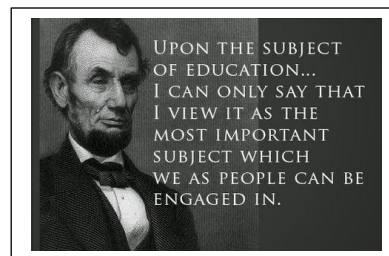 Upon the subject
of education...
I can only say that
I view it as the
most important
subject which
we as people can be
engaged in.